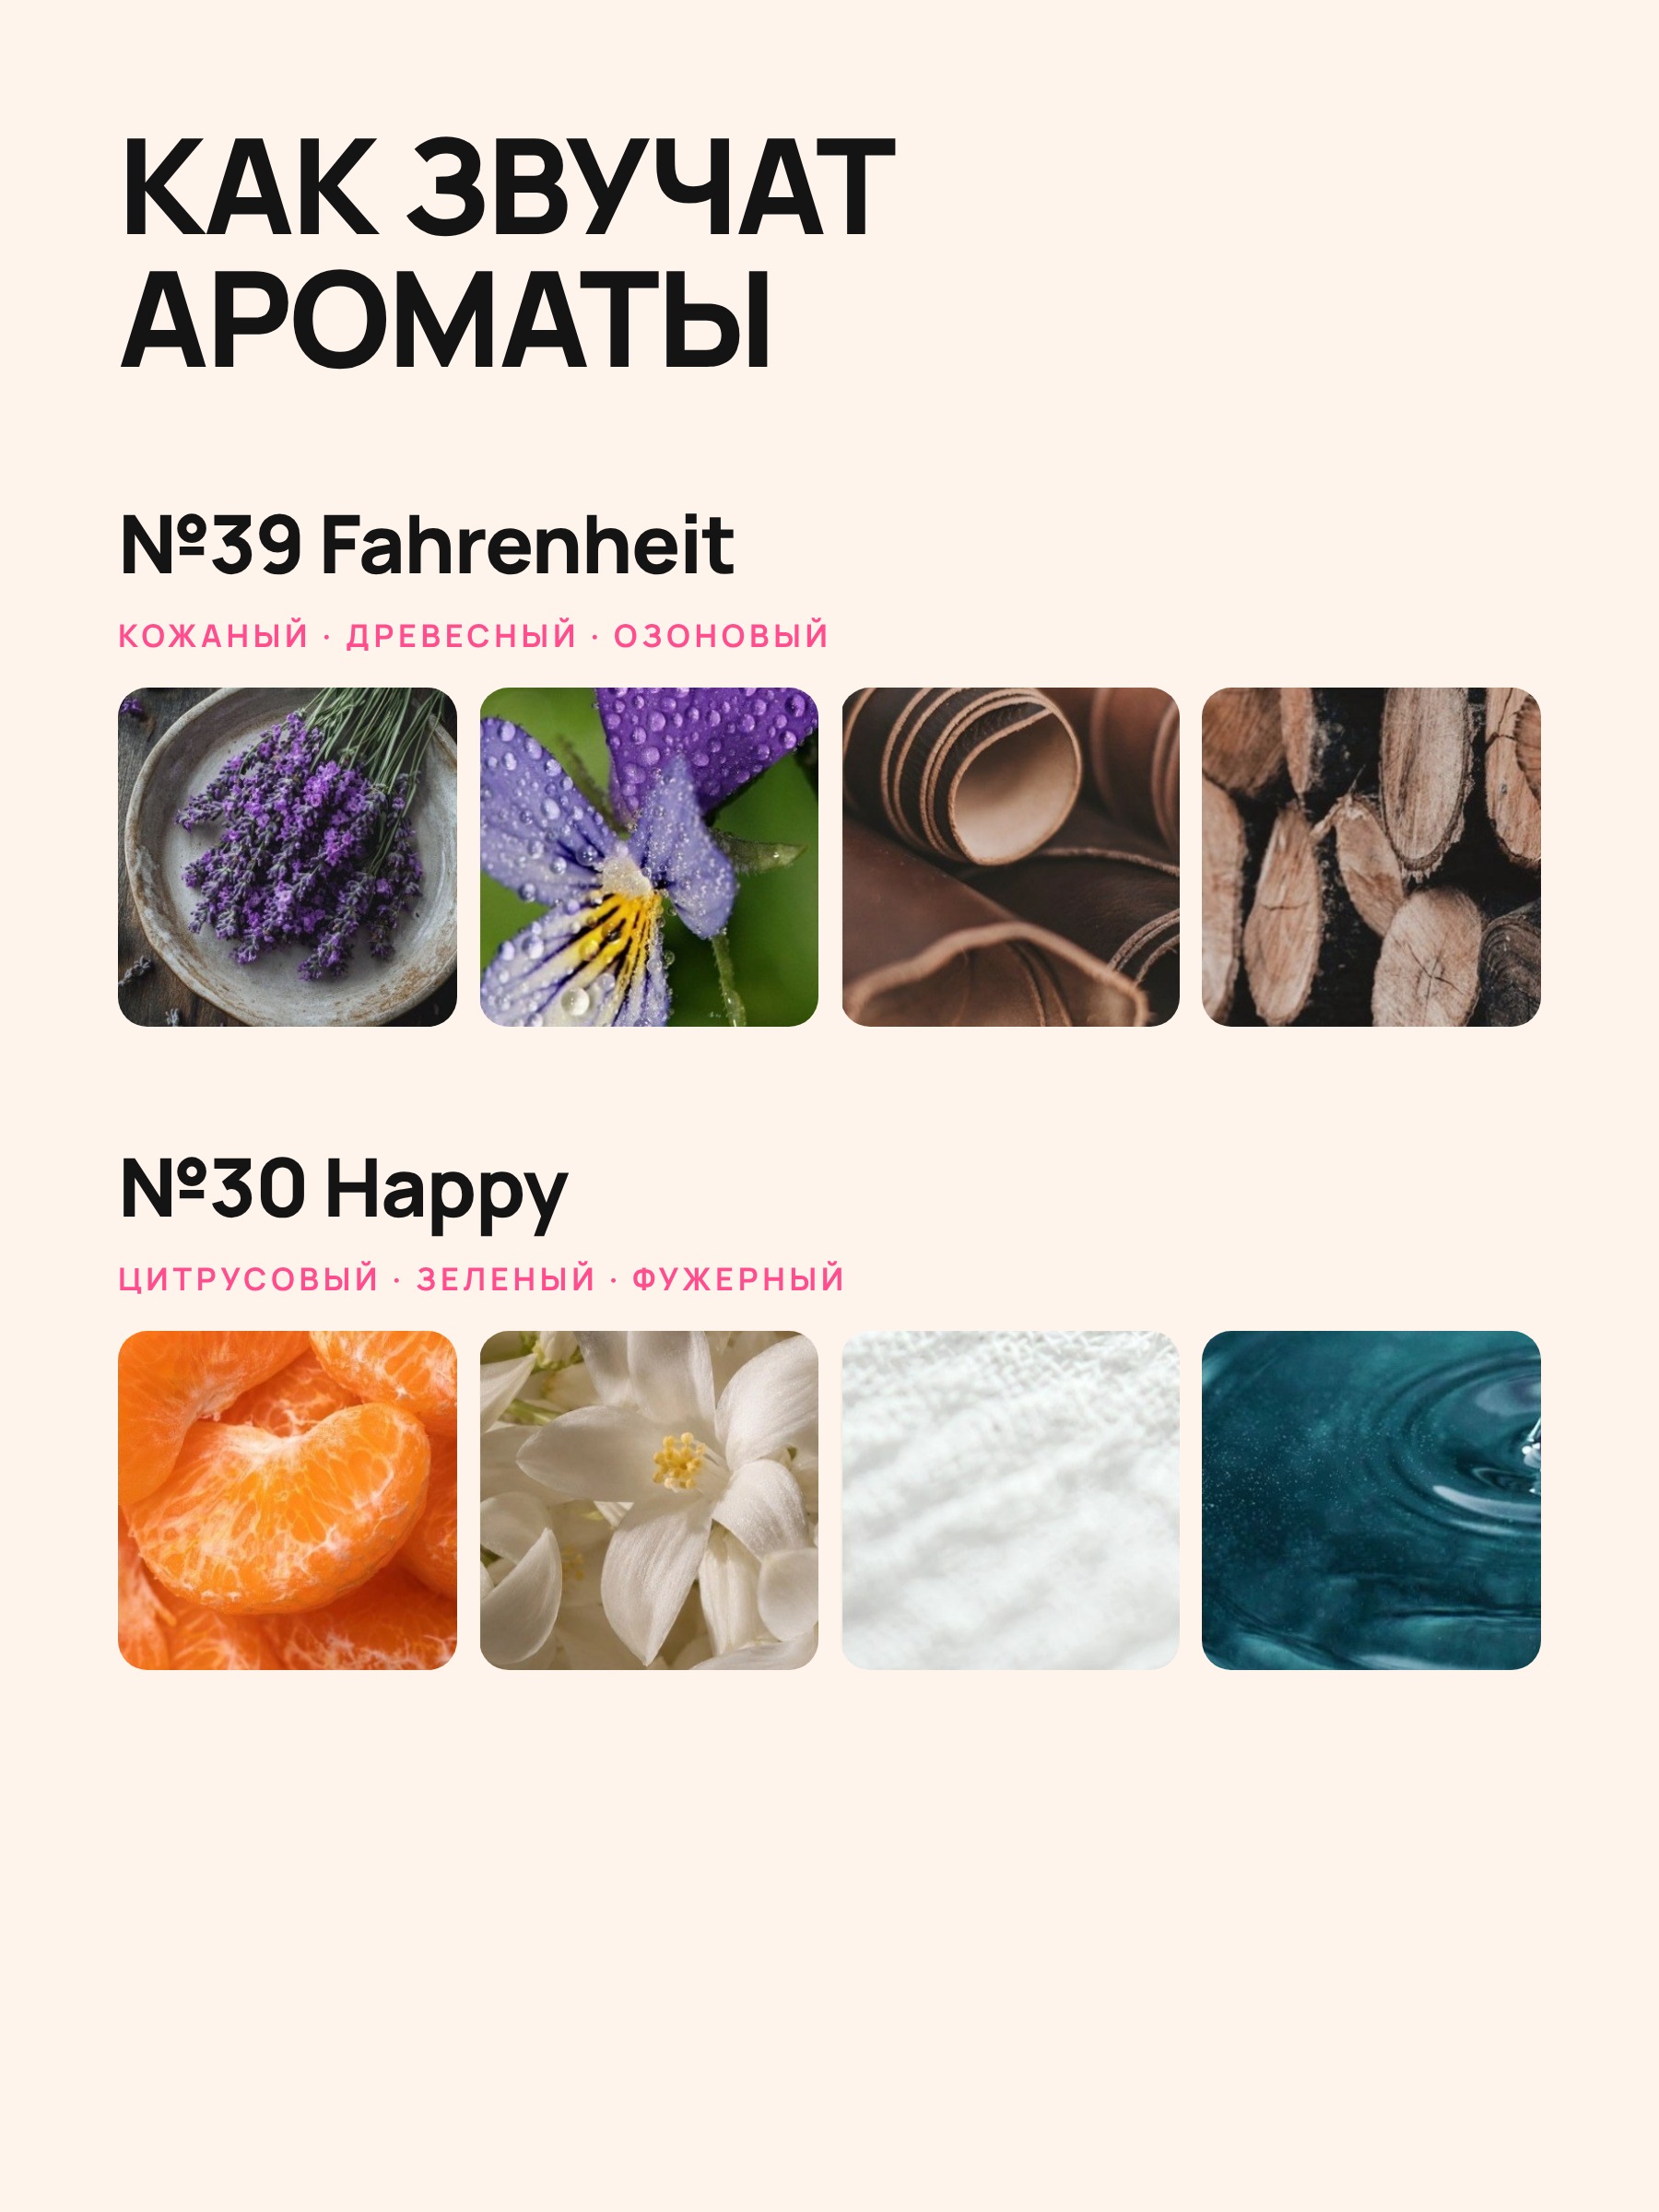 КАК ЗВУЧАТ
АРОМАТЫ
№39 Fahrenheit
КОЖАНЫЙ · ДРЕВЕСНЫЙ · ОЗОНОВЫЙ
№30 Happy
ЦИТРУСОВЫЙ · ЗЕЛЕНЫЙ · ФУЖЕРНЫЙ